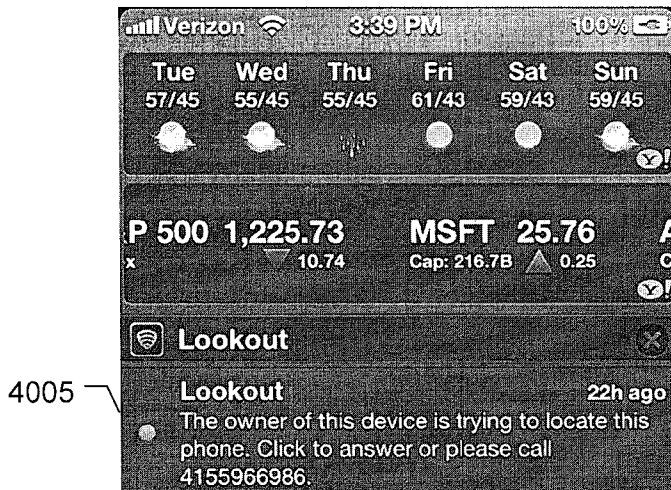 Verizon 3:39 PM 100%
Tue Wed Thu Fri Sat Sun
57/45 55/45 55/45 61/43 59/43 59/45
Y!
P 500 1,225.73 MSFT 25.76 A
x 10.74 Cap: 216.7B 0.25 C
Y!
Lookout
4005
Lookout 22h ago
The owner of this device is trying to locate this
phone. Click to answer or please call
4155966986.